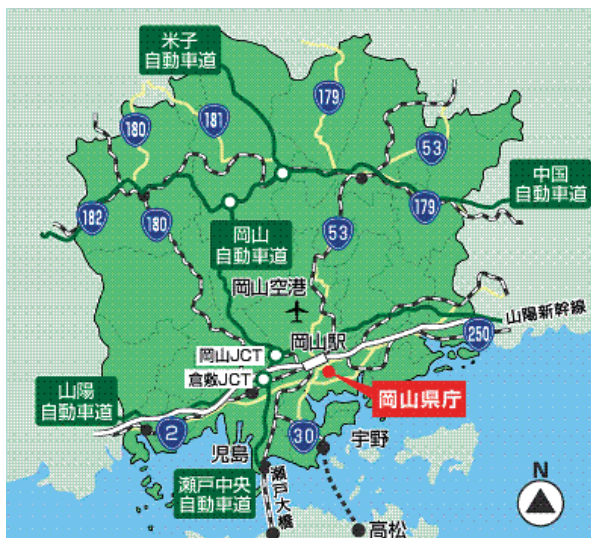 米子
自動車道
179
181
180
53
中国
自動車道
182
180
179
岡山
自動車道
53
岡山空港
山陽新幹線
岡山駅
250
岡山JCT
倉敷JCT
山陽
自動車道
岡山県庁
2
30
宇野
児島
瀬戸中央
自動車道
瀬戸大橋
N
高松